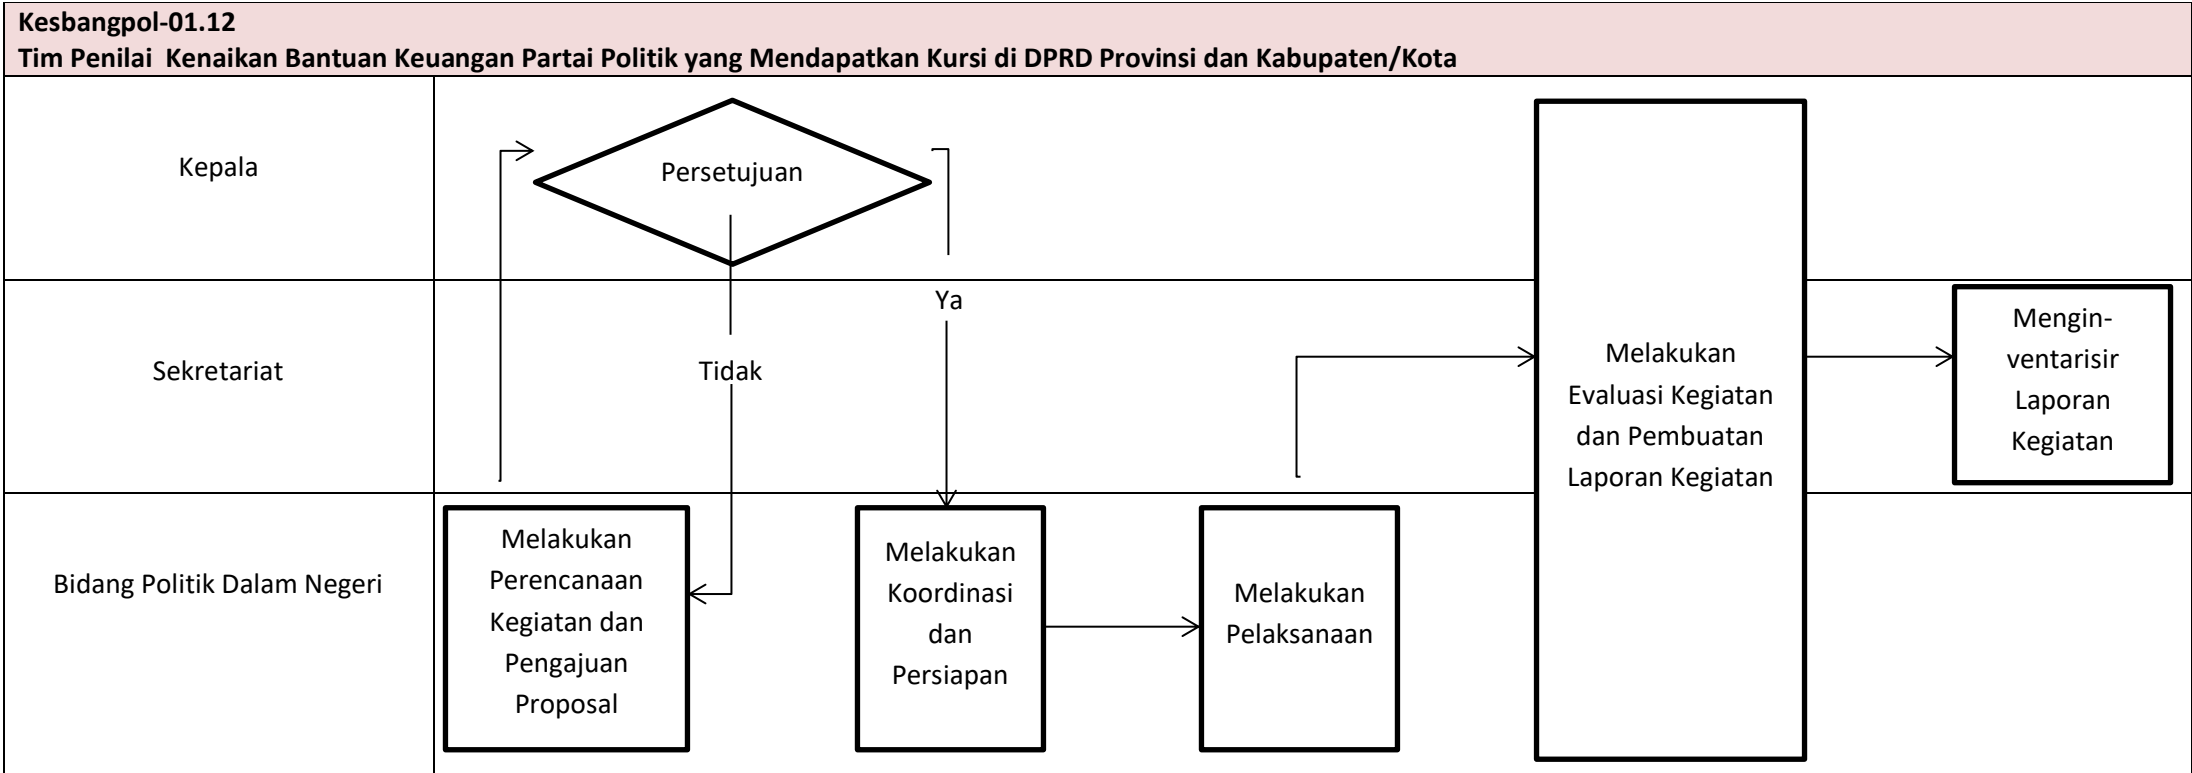 Kesbangpol-01.12
Tim Penilai  Kenaikan Bantuan Keuangan Partai Politik yang Mendapatkan Kursi di DPRD Provinsi dan Kabupaten/Kota
Kepala
Persetujuan
Ya
Sekretariat
Tidak
Melakukan
Evaluasi Kegiatan
dan Pembuatan
Laporan Kegiatan
Mengin-
ventarisir
Laporan
Kegiatan
Bidang Politik Dalam Negeri
Melakukan
Perencanaan
Kegiatan dan
Pengajuan
Proposal
Melakukan
Koordinasi
dan
Persiapan
Melakukan
Pelaksanaan